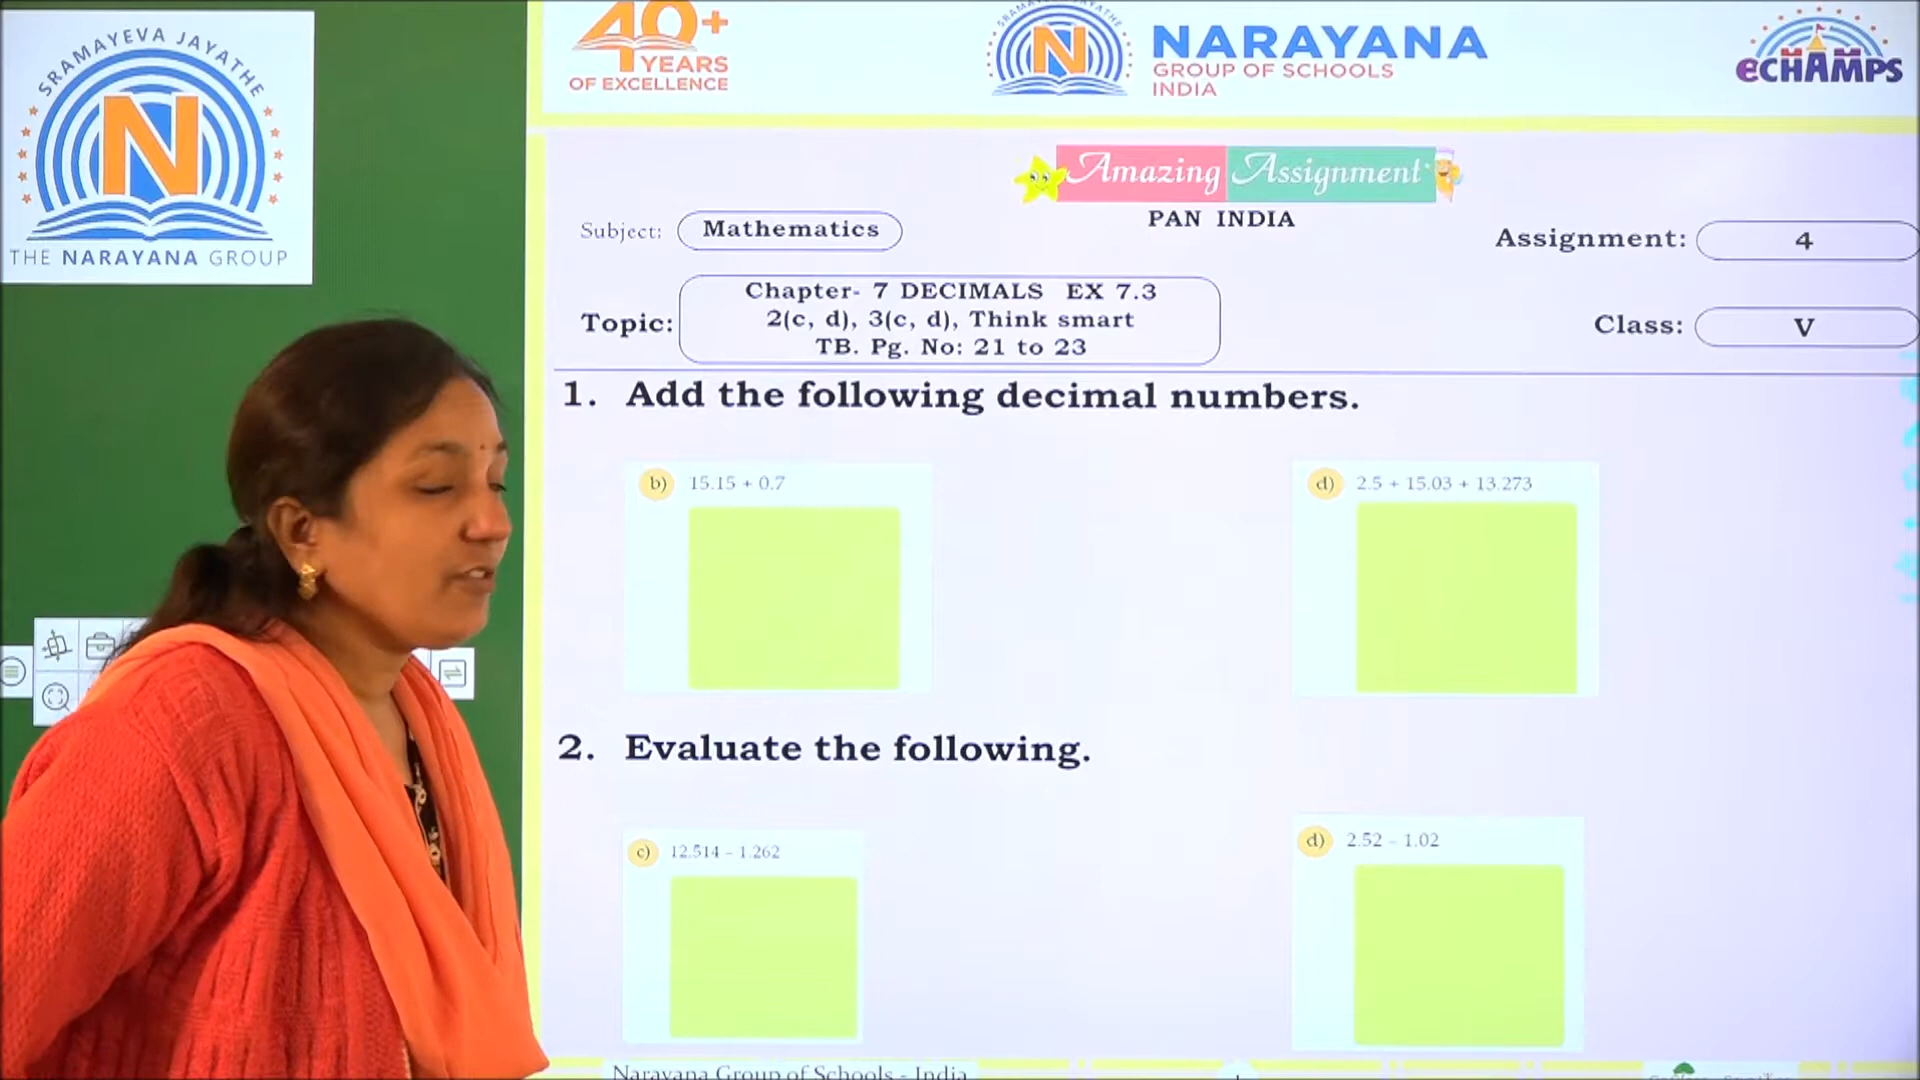 SRAMAYEVA JAYATHE
N
THE NARAYANA GROUP
40+
YEARS
OF EXCELLENCE
N
NARAYANA
GROUP OF SCHOOLS
INDIA
eCHAMPS
Amazing Assignment
PAN INDIA
Subject: Mathematics
Assignment: 4
Topic: Chapter- 7 DECIMALS EX 7.3
2(c, d), 3(c, d), Think smart
TB. Pg. No: 21 to 23
Class: V
1. Add the following decimal numbers.
b) 15.15 + 0.7
d) 2.5 + 15.03 + 13.273
2. Evaluate the following.
c) 12.514 – 1.262
d) 2.52 – 1.02
Narayana Group of Schools - India